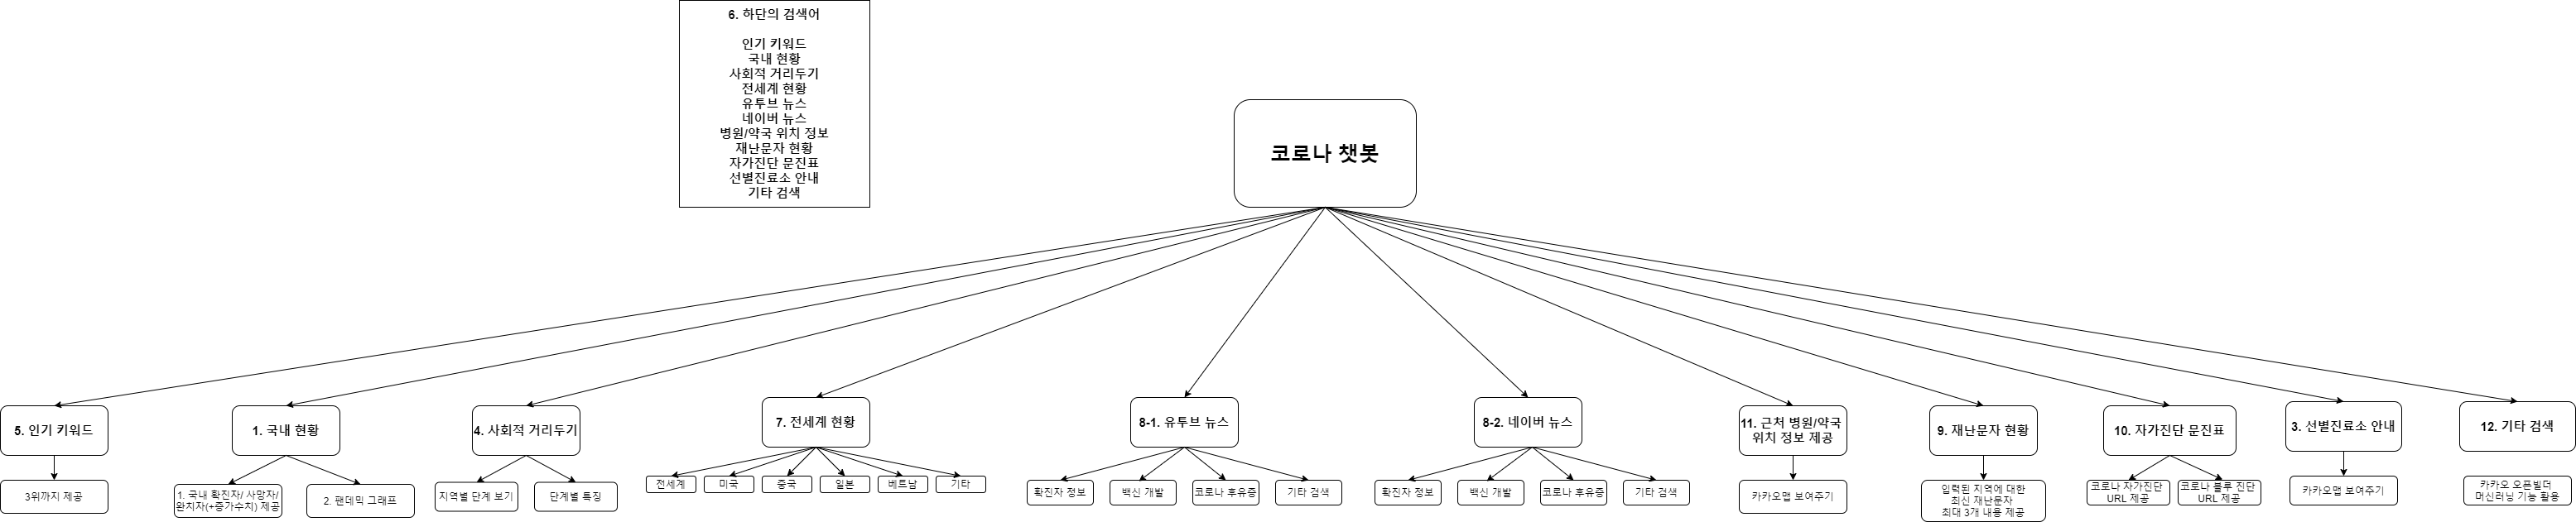 6. 하단의 검색어
인기 키워드
국내 현황
사회적 거리두기
전세계 현황
유투브 뉴스
네이버 뉴스
병원/약국 위치 정보
재난문자 현황
자가진단 문진표
선별진료소 안내
기타 검색
코로나 챗봇
5. 인기 키워드
3위까지 제공
1. 국내 현황
1. 국내 확진자/ 사망자/
완치자(+증가수치) 제공
2. 팬데믹 그래프
4. 사회적 거리두기
지역별 단계 보기
단계별 특징
7. 전세계 현황
전세계
미국
중국
일본
베트남
기타
8-1. 유투브 뉴스
확진자 정보
백신 개발
코로나 후유증
기타 검색
8-2. 네이버 뉴스
확진자 정보
백신 개발
코로나 후유증
기타 검색
11. 근처 병원/약국
위치 정보 제공
카카오맵 보여주기
9. 재난문자 현황
입력된 지역에 대한
최신 재난문자
최대 3개 내용 제공
10. 자가진단 문진표
코로나 자가진단
URL 제공
코로나 블루 진단
URL 제공
3. 선별진료소 안내
카카오맵 보여주기
12. 기타 검색
카카오 오픈빌더
머신러닝 기능 활용